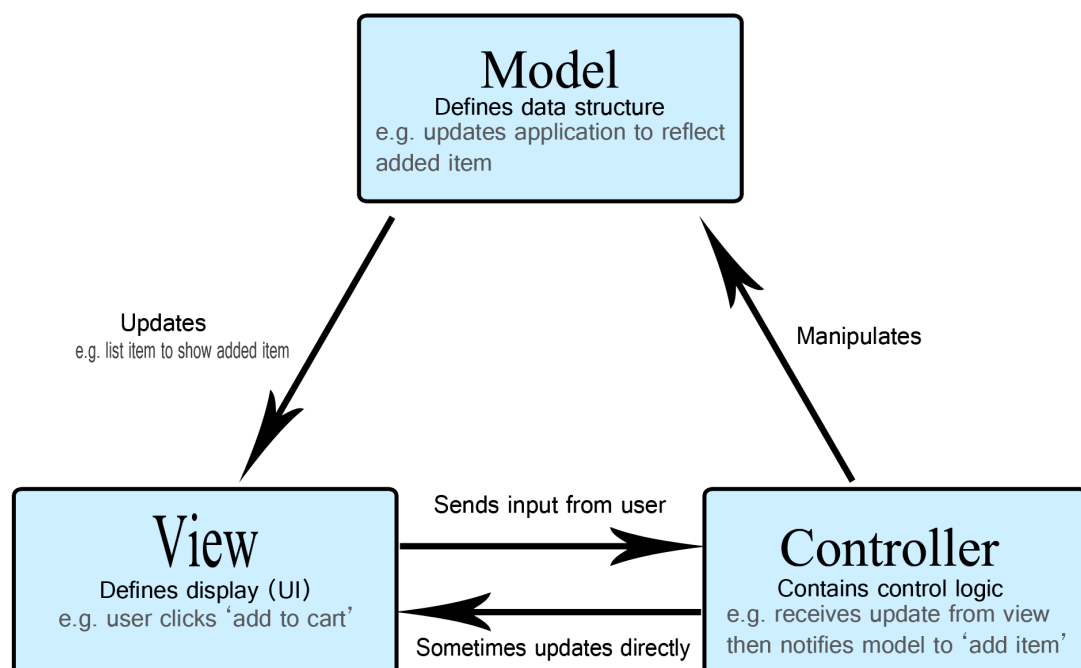 Model
Defines data structure
e.g. updates application to reflect
added item
Updates
e.g. list item to show added item
Manipulates
View
Defines display (UI)
e.g. user clicks ‘add to cart’
Sends input from user
Sometimes updates directly
Controller
Contains control logic
e.g. receives update from view
then notifies model to ‘add item’